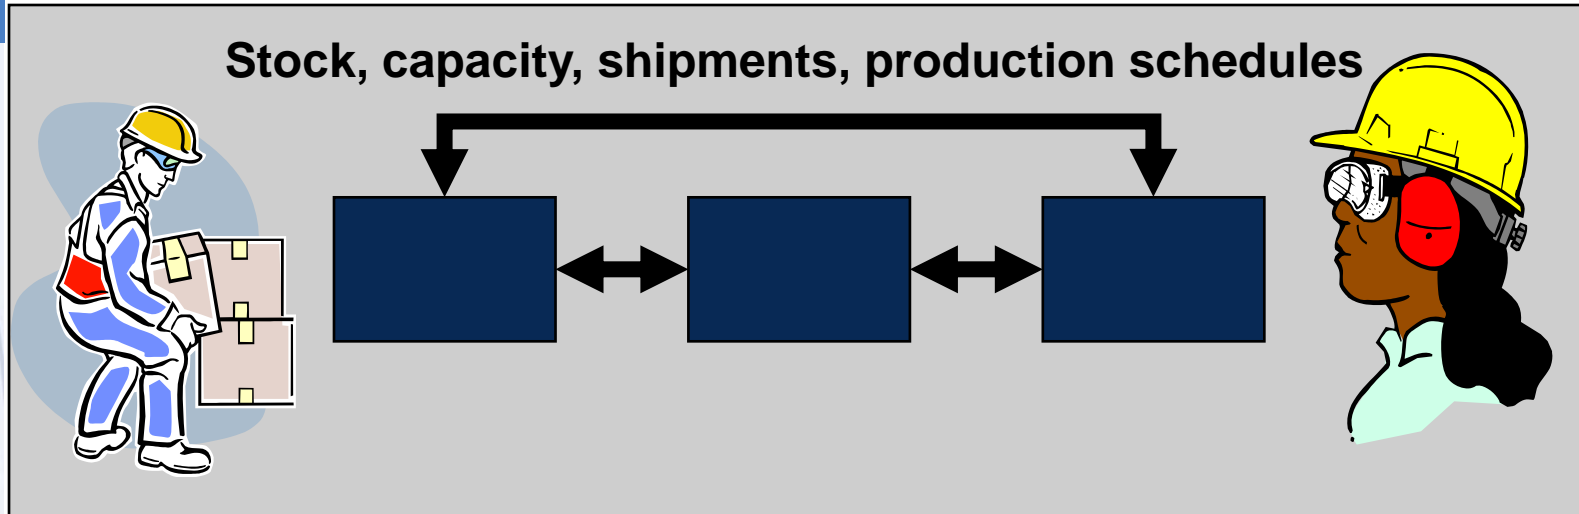 Stock, capacity, shipments, production schedules